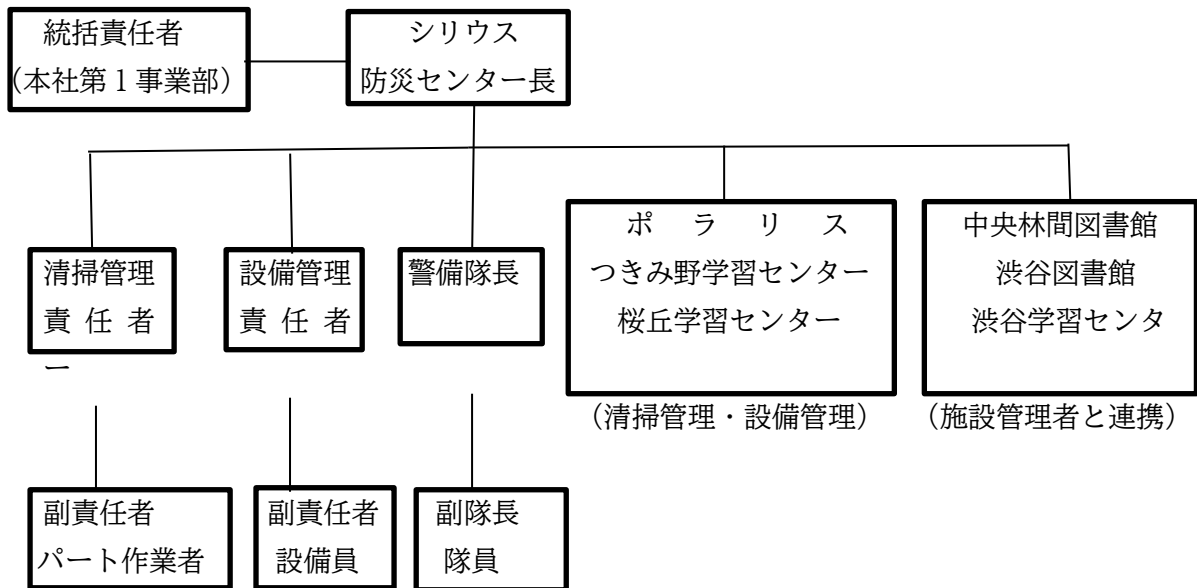 統括責任者
（本社第１事業部）
シリウス
防災センター長
清掃管理
責任者
設備管理
責任者
警備隊長
ポラリス
つきみ野学習センター
桜丘学習センター
中央林間図書館
渋谷図書館
渋谷学習センタ
ー
（清掃管理・設備管理）
（施設管理者と連携）
副責任者
パート作業者
副責任者
設備員
副隊長
隊員